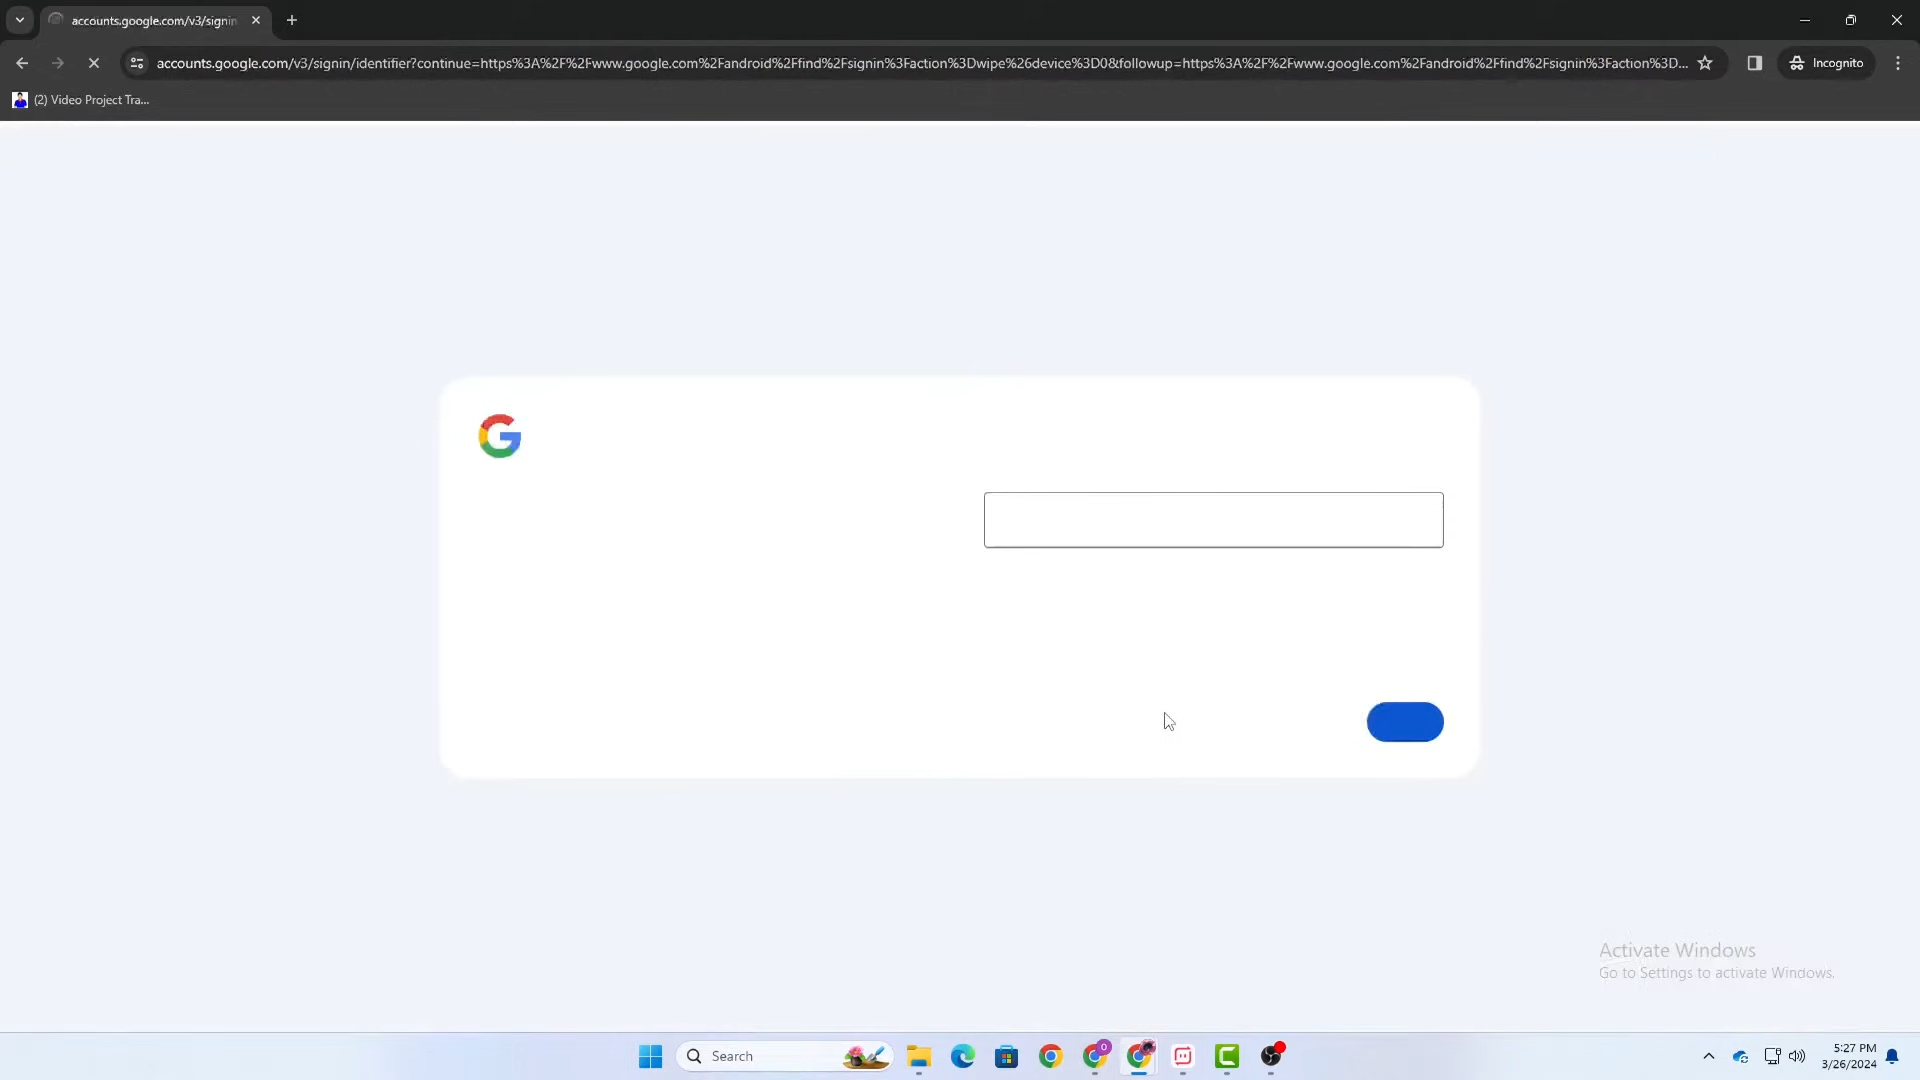 accounts.google.com/v3/signin
accounts.google.com/v3/signin/identifier?continue=https%3A%2F%2Fwww.google.com%2Fandroid%2Ffind%2Fsignin%3Faction%3Dwipe%26device%3D0&followup=https%3A%2F%2Fwww.google.com%2Fandroid%2Ffind%2Fsignin%3Faction%3D...
Incognito
(2) Video Project Tra...
Activate Windows
Go to Settings to activate Windows.
Search
0
5:27 PM
3/26/2024